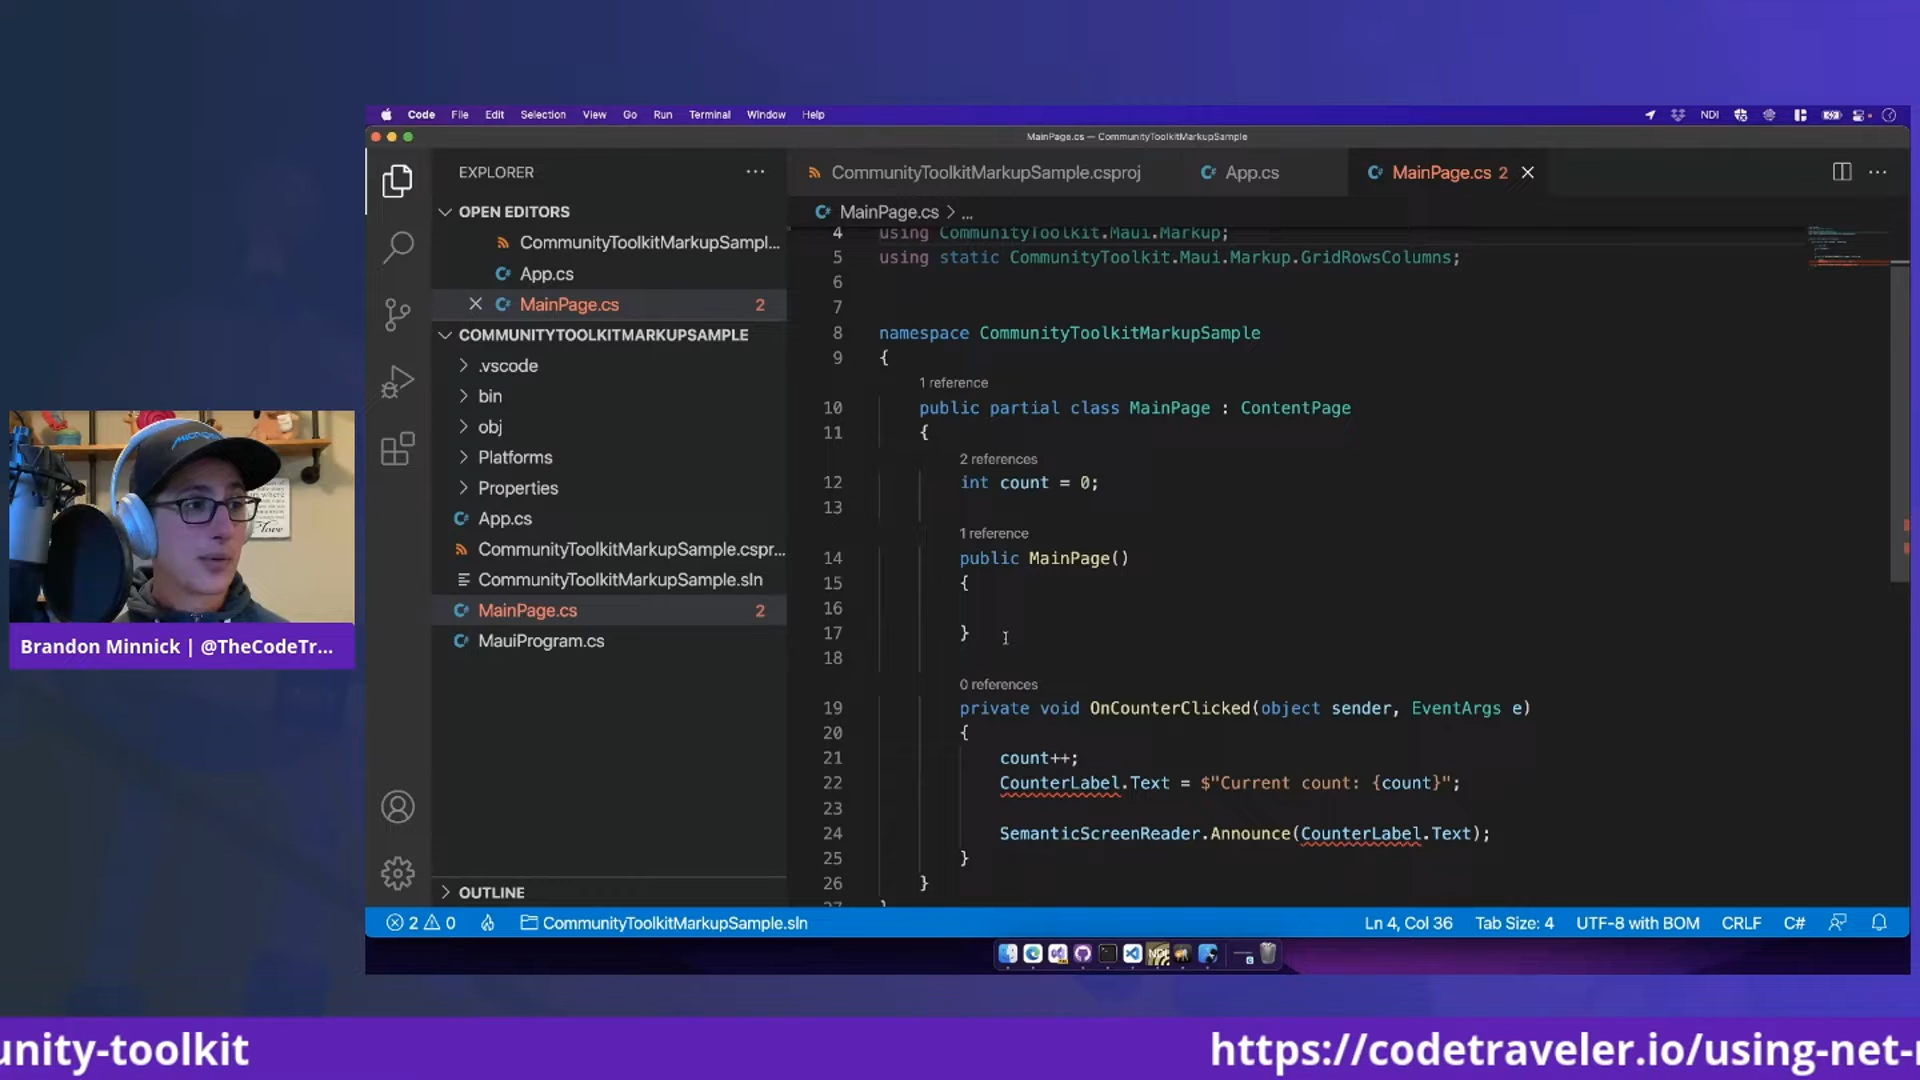 Code File Edit Selection View Go Run Terminal Window Help
NDI
MainPage.cs — CommunityToolkitMarkupSample
EXPLORER
OPEN EDITORS
CommunityToolkitMarkupSampl...
App.cs
MainPage.cs 2
COMMUNITYTOOLKITMARKUPSAMPLE
.vscode
bin
obj
Platforms
Properties
App.cs
CommunityToolkitMarkupSample.cspr...
CommunityToolkitMarkupSample.sln
MainPage.cs 2
MauiProgram.cs
OUTLINE
CommunityToolkitMarkupSample.csproj App.cs MainPage.cs 2
MainPage.cs > ...
4 using CommunityToolkit.Maui.Markup;
5 using static CommunityToolkit.Maui.Markup.GridRowsColumns;
6
7
8 namespace CommunityToolkitMarkupSample
9 {
1 reference
10 public partial class MainPage : ContentPage
11 {
2 references
12 int count = 0;
13
1 reference
14 public MainPage()
15 {
16
17 }
18
0 references
19 private void OnCounterClicked(object sender, EventArgs e)
20 {
21 count++;
22 CounterLabel.Text = $"Current count: {count}";
23
24 SemanticScreenReader.Announce(CounterLabel.Text);
25 }
26 }
2 0 CommunityToolkitMarkupSample.sln
Ln 4, Col 36 Tab Size: 4 UTF-8 with BOM CRLF C#
Brandon Minnick | @TheCodeTr...
unity-toolkit
https://codetraveler.io/using-net-